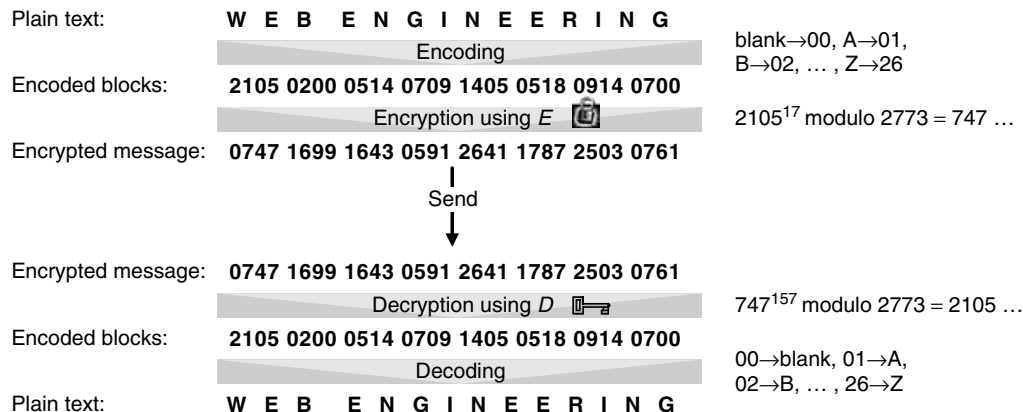 Plain text: W E B E N G I N E E R I N G
Encoding
blank→00, A→01,
B→02, … , Z→26
Encoded blocks: 2105 0200 0514 0709 1405 0518 0914 0700
Encryption using E
2105^17 modulo 2773 = 747 …
Encrypted message: 0747 1699 1643 0591 2641 1787 2503 0761
Send
Encrypted message: 0747 1699 1643 0591 2641 1787 2503 0761
Decryption using D
747^157 modulo 2773 = 2105 …
Encoded blocks: 2105 0200 0514 0709 1405 0518 0914 0700
Decoding
00→blank, 01→A,
02→B, … , 26→Z
Plain text: W E B E N G I N E E R I N G